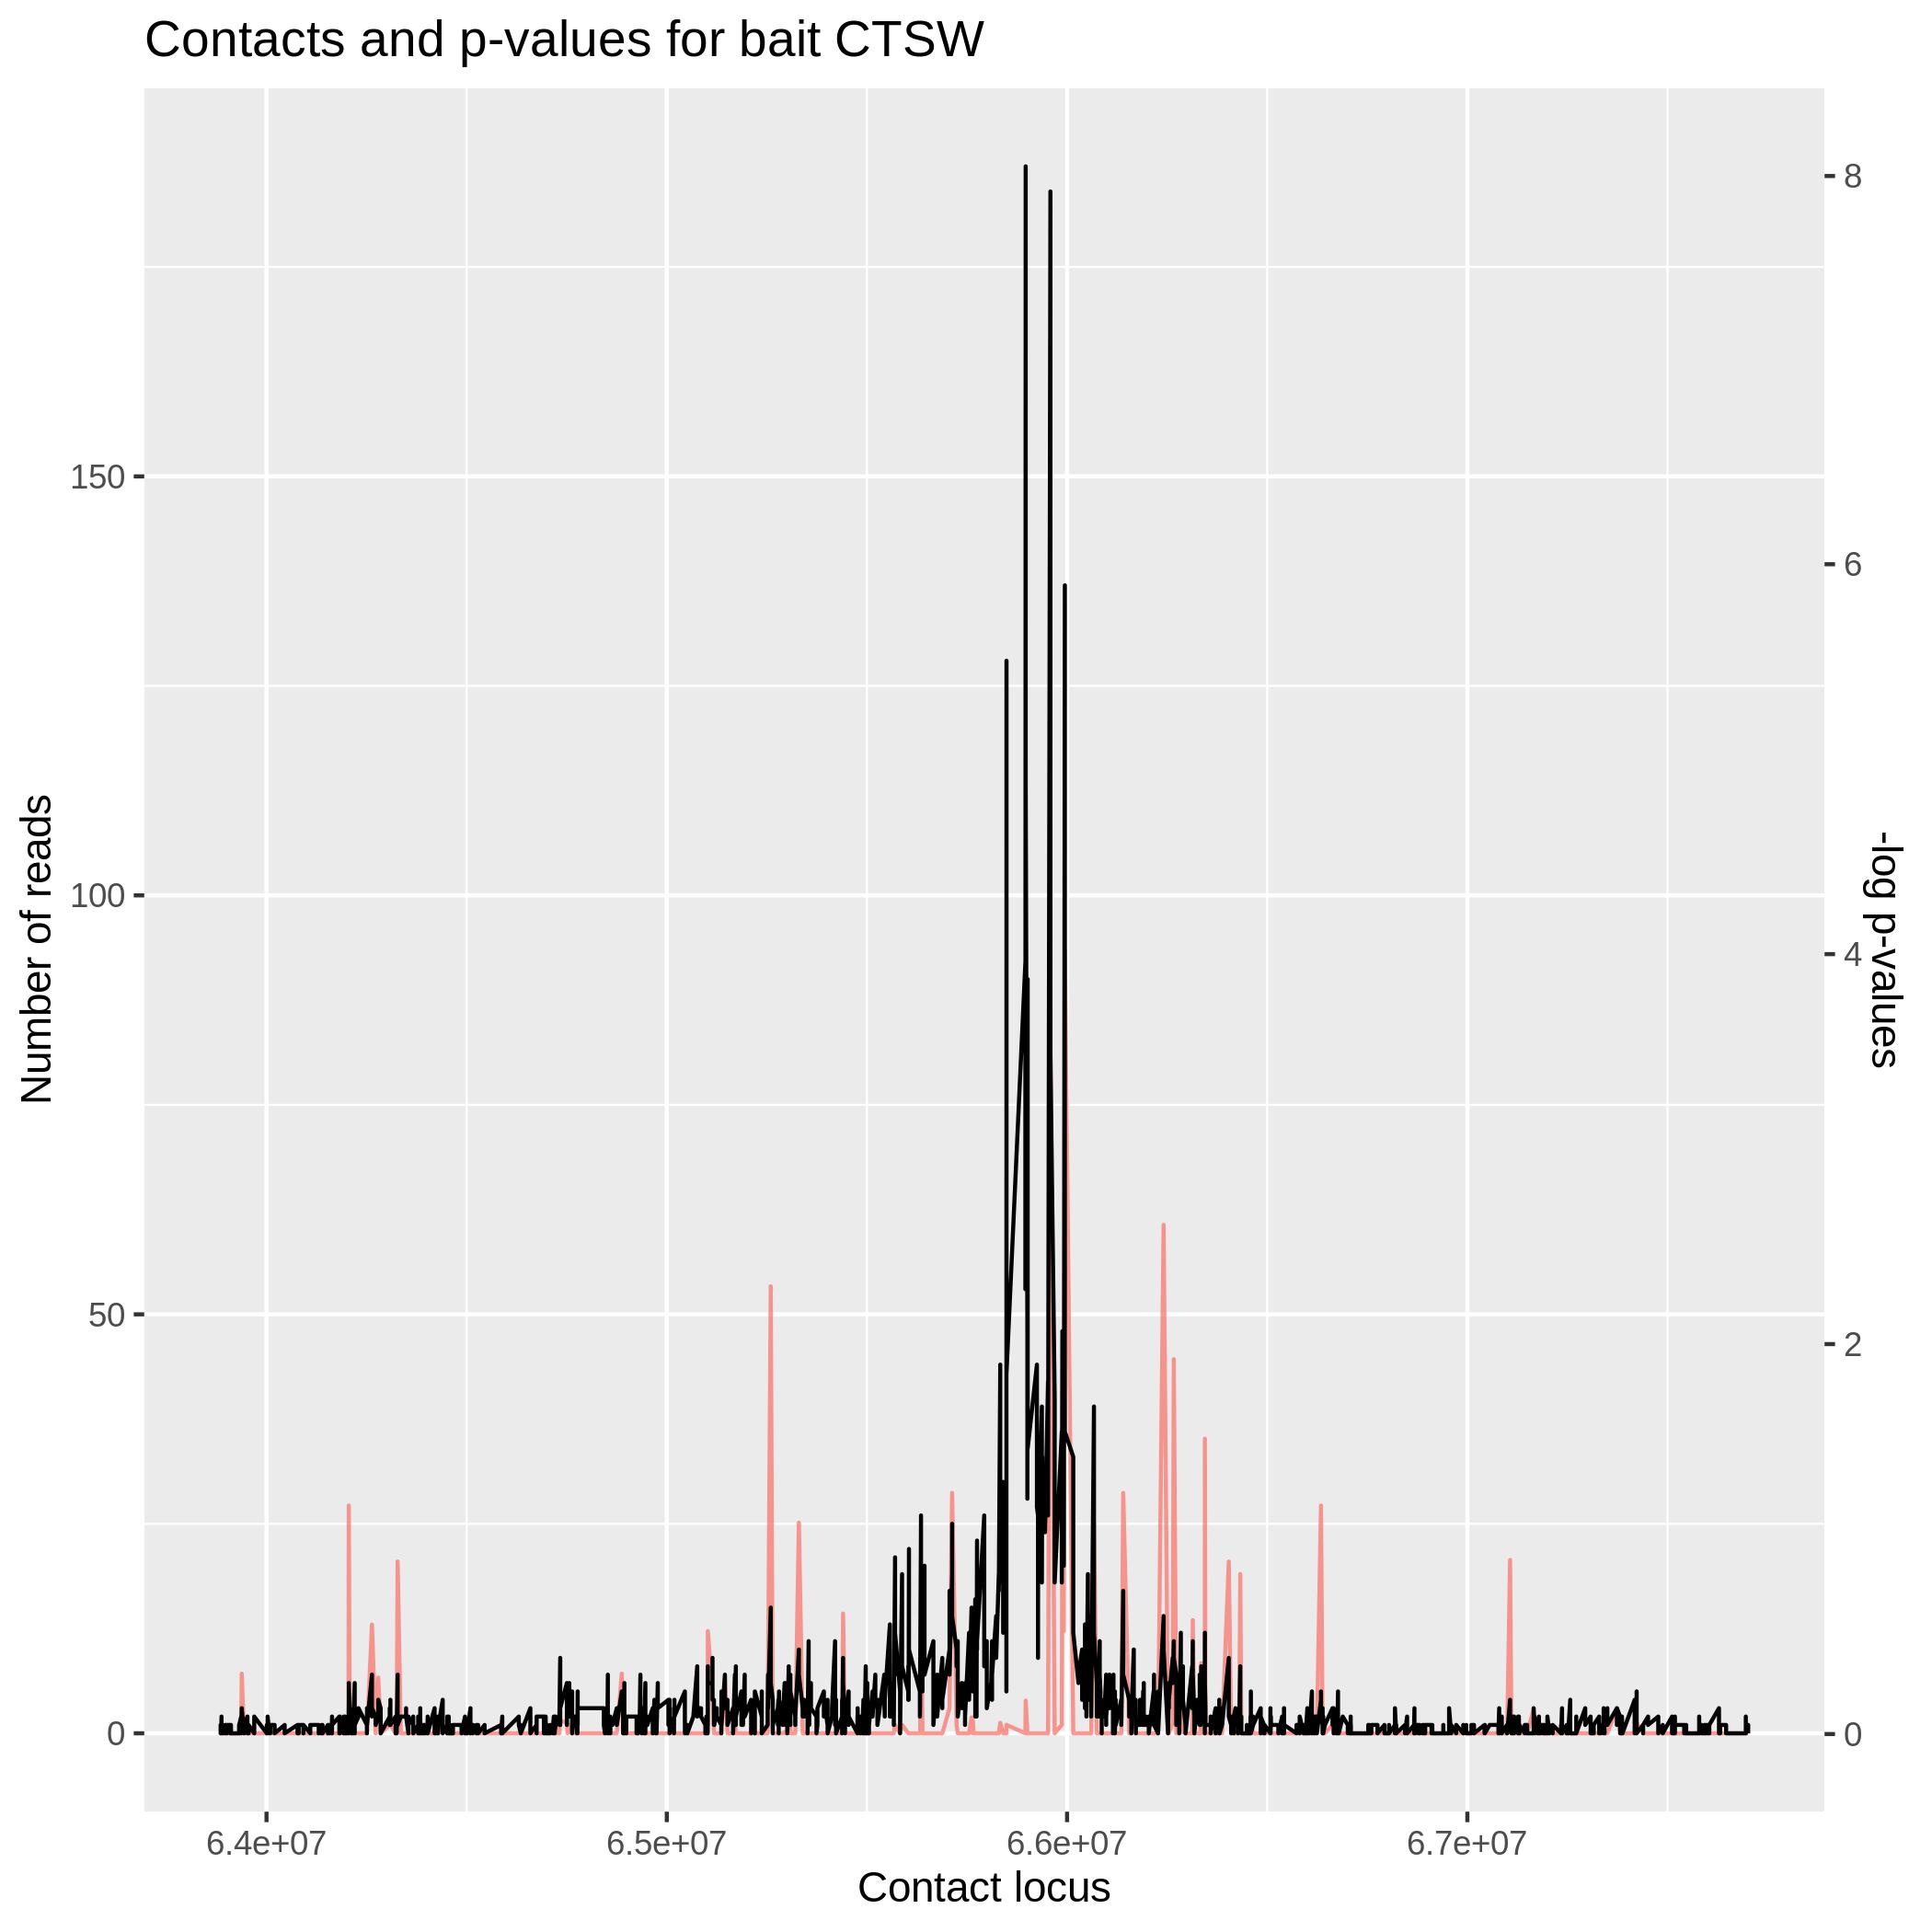 Contacts and p-values for bait CTSW
Number of reads
150
100
50
0
8
6
4
2
0
-log p-values
6.4e+07
6.5e+07
6.6e+07
6.7e+07
Contact locus